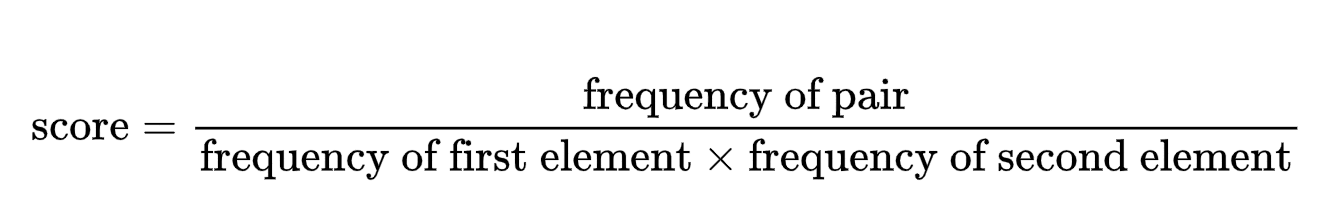 frequency of pair
score = 
frequency of first element × frequency of second element